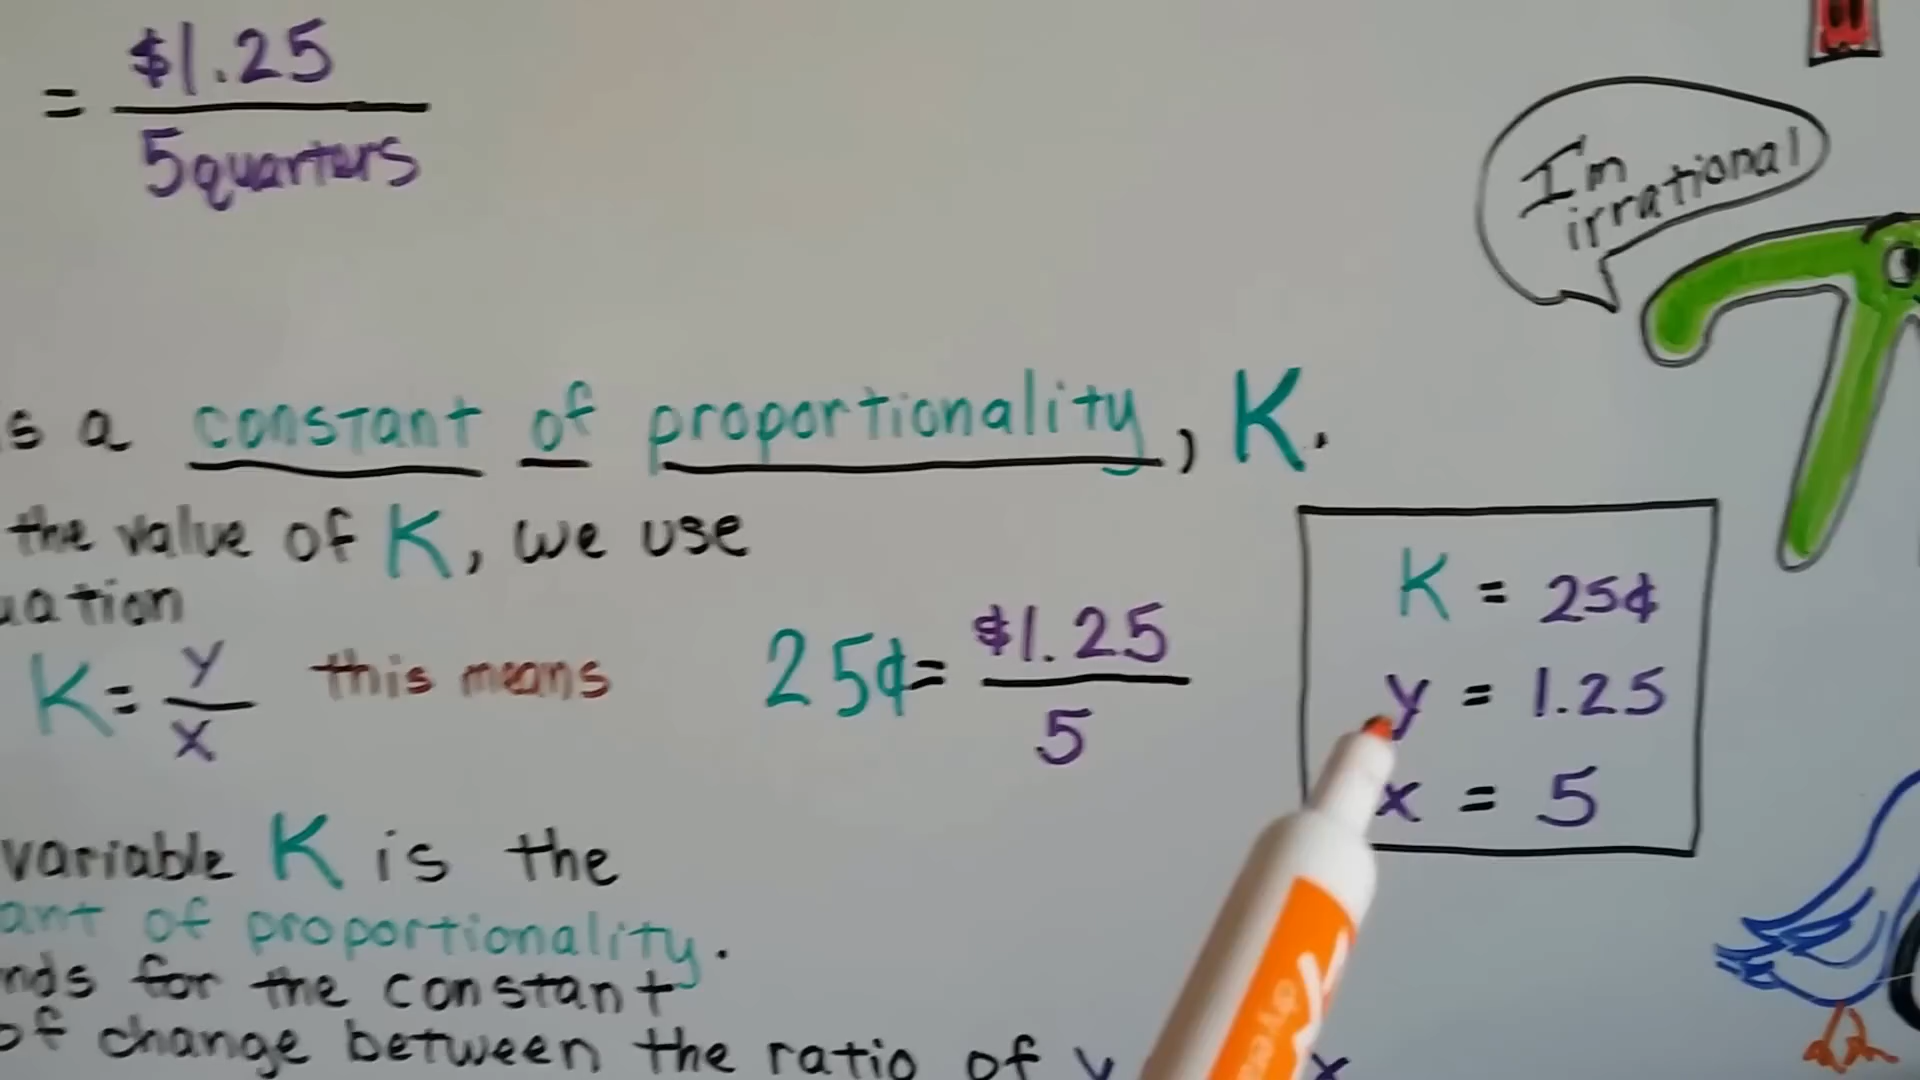 = $1.25
5 quarters
I'm
irrational
is a constant of proportionality, K.
the value of K, we use
uation
K = y/x this means 25¢ = $1.25/5
K = 25¢
y = 1.25
x = 5
variable K is the
ant of proportionality.
nds for the constant
of change between the ratio of y x